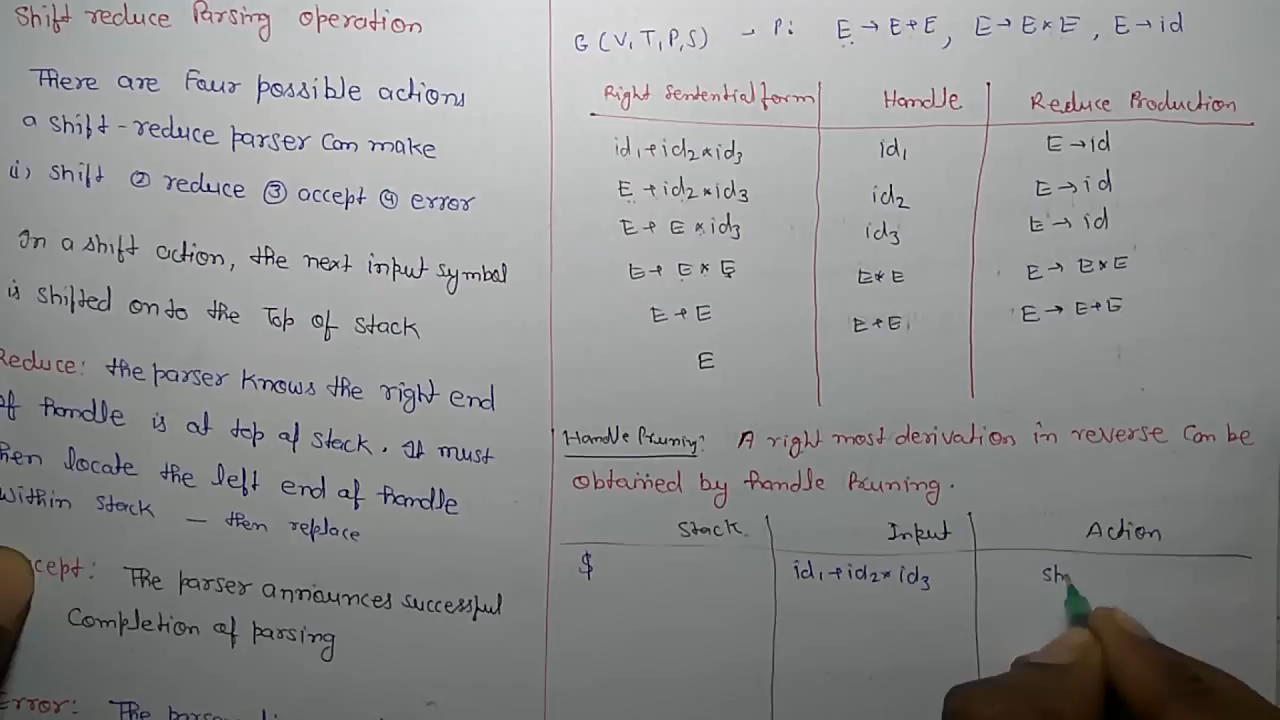 Shift reduce Parsing operation
There are Four possible actions
a shift-reduce parser can make
(i) shift ② reduce ③ accept ④ error
In a shift action, the next input symbol
is shifted onto the Top of stack
Reduce: the parser knows the right end
of handle is at top of stack. It must
then locate the left end of handle
within stack – then replace
ccept: The parser announces successful
Completion of parsing
Error: The
G(V,T,P,S) → P: E → E+E, E → E*E, E → id
Right Sentential form Handle Reduce Production
id1+id2*id3 id1 E → id
E+id2*id3 id2 E → id
E+E*id3 id3 E → id
E+E*E E*E E → E*E
E+E E+E E → E+E
E
Handle Pruning: A right most derivation in reverse can be
obtained by handle Pruning.
Stack Input Action
$ id1+id2*id3 Sh